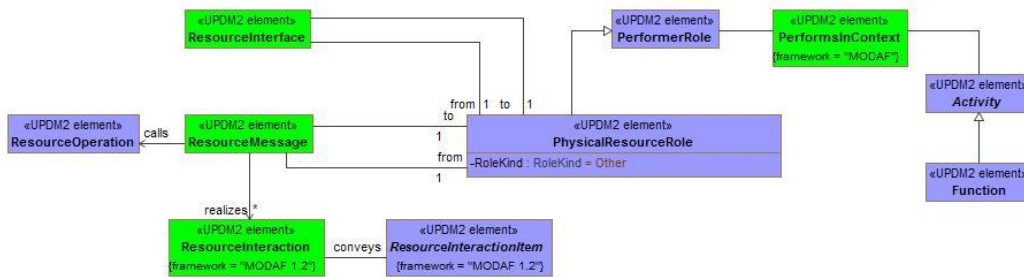 «UPDM2 element»
ResourceInterface
«UPDM2 element»
PerformerRole
«UPDM2 element»
PerformsInContext
{framework = "MODAF"}
«UPDM2 element»
Activity
from 1 to 1
to
«UPDM2 element»
ResourceOperation
calls
«UPDM2 element»
ResourceMessage
1
«UPDM2 element»
PhysicalResourceRole
from
-RoleKind : RoleKind = Other
1
«UPDM2 element»
Function
realizes *
«UPDM2 element»
ResourceInteraction
{framework = "MODAF 1.2"}
conveys
«UPDM2 element»
ResourceInteractionItem
{framework = "MODAF 1.2"}